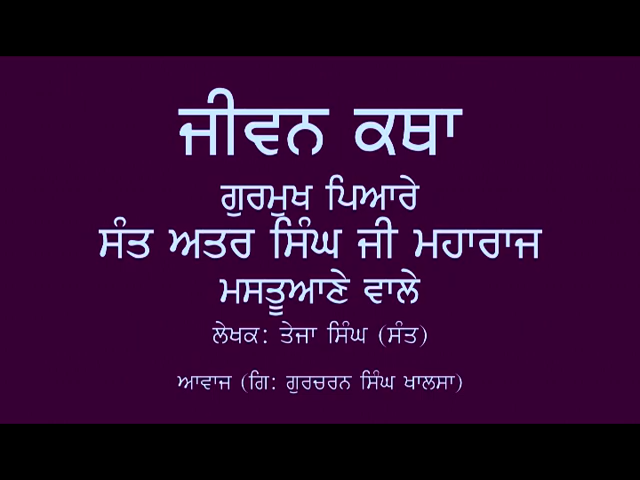 ਜੀਵਨ ਕਥਾ
ਗੁਰਮੁਖ ਪਿਆਰੇ
ਸੰਤ ਅਤਰ ਸਿੰਘ ਜੀ ਮਹਾਰਾਜ
ਮਸਤੂਆਣੇ ਵਾਲੇ
ਲੇਖਕ: ਤੇਜਾ ਸਿੰਘ (ਸੰਤ)
ਆਵਾਜ (ਗਿ: ਗੁਰਚਰਨ ਸਿੰਘ ਖਾਲਸਾ)